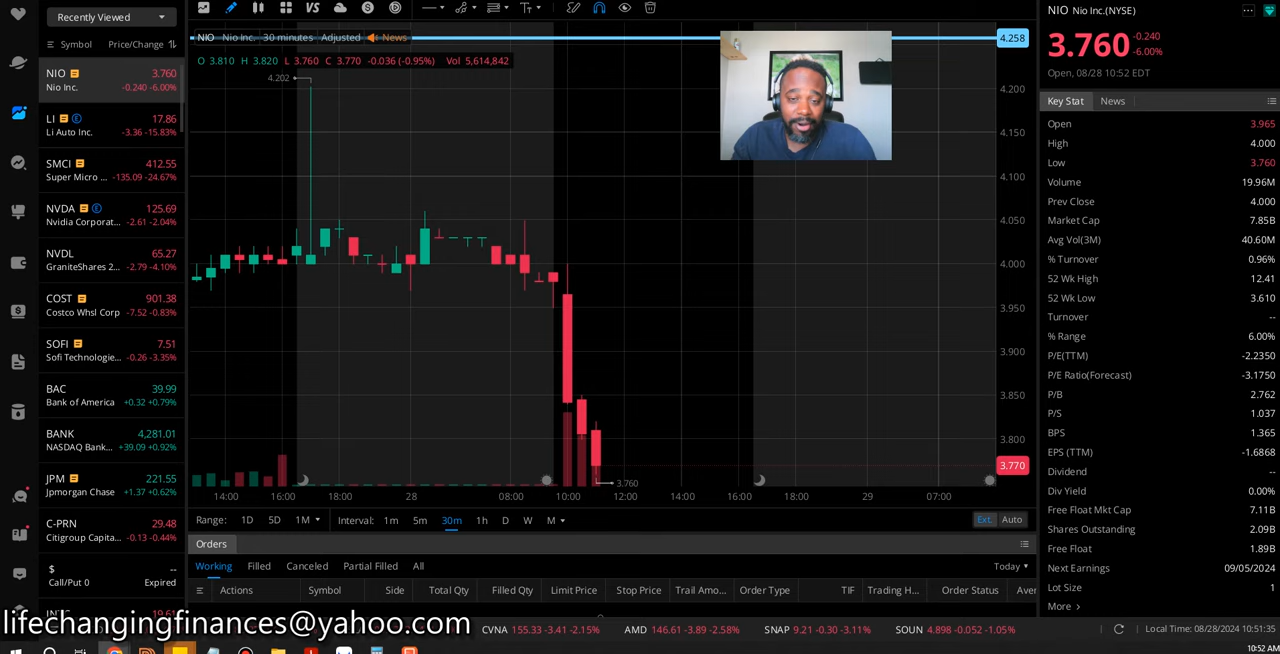 Recently Viewed
VS
NIO Nio Inc. 30 minutes Adjusted News
4.258
O 3.810 H 3.820 L 3.760 C 3.770 -0.036 (-0.95%) Vol 5,614,842
Symbol Price/Change
NIO 3.760
Nio Inc. -0.240 -6.00%
LI 17.86
Li Auto Inc. -3.36 -15.83%
SMCI 412.55
Super Micro ... -135.09 -24.67%
NVDA 125.69
Nvidia Corporat... -2.61 -2.04%
NVDL 65.27
GraniteShares 2... -2.79 -4.10%
COST 901.38
Costco Whsl Corp -7.52 -0.83%
SOFI 7.51
Sofi Technologie... -0.26 -3.35%
BAC 39.99
Bank of America +0.32 +0.79%
BANK 4,281.01
NASDAQ Bank... +39.09 +0.92%
JPM 221.55
Jpmorgan Chase +1.37 +0.62%
C-PRN 29.48
Citigroup Capita... -0.13 -0.44%
$ --
Call/Put 0 Expired
4.202
4.200
4.150
4.100
4.050
4.000
3.950
3.900
3.850
3.800
3.770
3.760
14:00 16:00 18:00 28 08:00 10:00 12:00 14:00 16:00 18:00 29 07:00
Range: 1D 5D 1M Interval: 1m 5m 30m 1h D W M
Ext. Auto
Orders
Working Filled Canceled Partial Filled All
Today
Actions Symbol Side Total Qty Filled Qty Limit Price Stop Price Trail Amo... Order Type TIF Trading H... Order Status Aver
NIO Nio Inc.(NYSE)
3.760 -0.240
-6.00%
Open, 08/28 10:52 EDT
Key Stat News
Open 3.965
High 4.000
Low 3.760
Volume 19.96M
Prev Close 4.000
Market Cap 7.85B
Avg Vol(3M) 40.60M
% Turnover 0.96%
52 Wk High 12.41
52 Wk Low 3.610
Turnover --
% Range 6.00%
P/E(TTM) -2.2350
P/E Ratio(Forecast) -3.1750
P/B 2.762
P/S 1.037
BPS 1.365
EPS (TTM) -1.6868
Dividend --
Div Yield 0.00%
Free Float Mkt Cap 7.11B
Shares Outstanding 2.09B
Free Float 1.89B
Next Earnings 09/05/2024
Lot Size 1
More
lifechangingfinances@yahoo.com
CVNA 155.33 -3.41 -2.15% AMD 146.61 -3.89 -2.58% SNAP 9.21 -0.30 -3.11% SOUN 4.898 -0.052 -1.05%
Local Time: 08/28/2024 10:51:35
10:52 AM